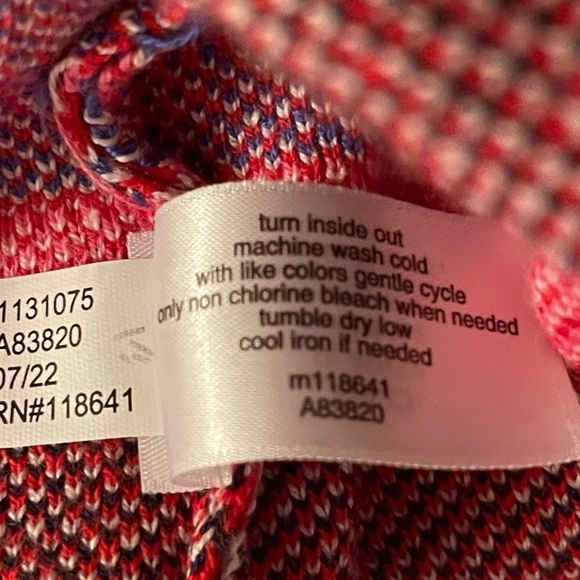 1131075
A83820
07/22
RN#118641
turn inside out
machine wash cold
with like colors gentle cycle
only non chlorine bleach when needed
tumble dry low
cool iron if needed
m118641
A83820